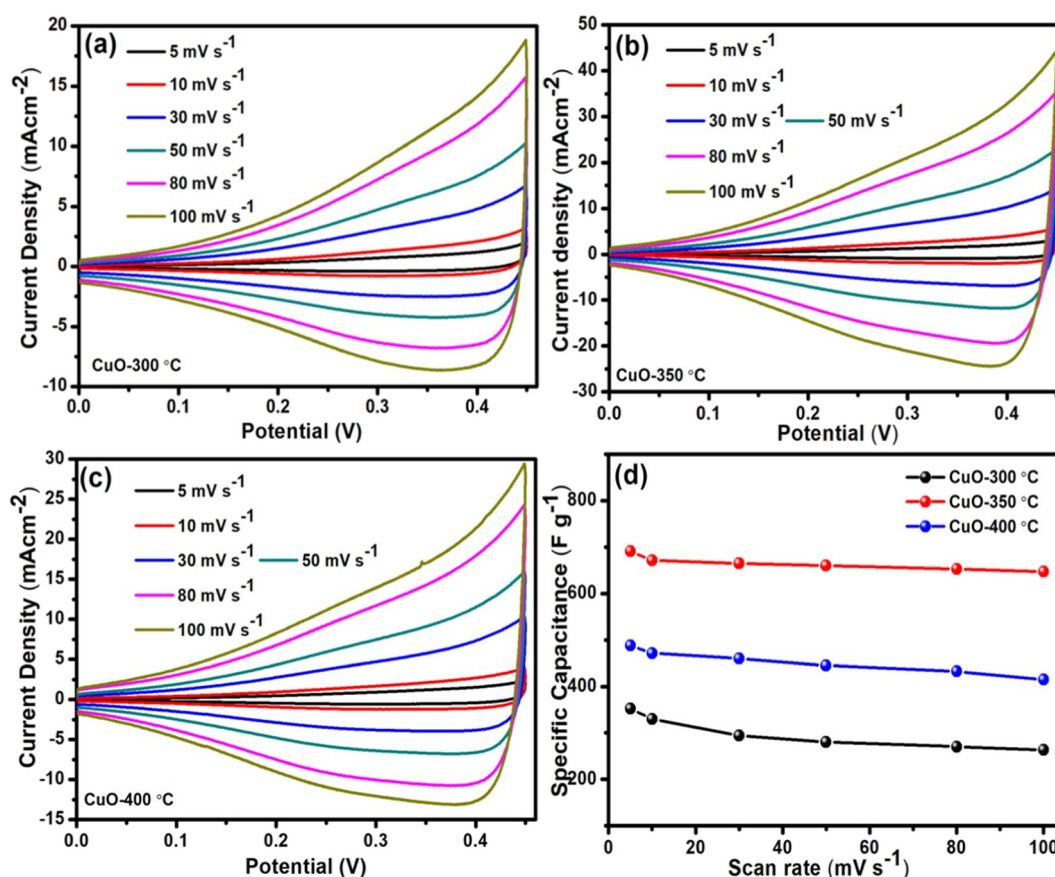 (a)
5 mV s⁻¹
10 mV s⁻¹
30 mV s⁻¹
50 mV s⁻¹
80 mV s⁻¹
100 mV s⁻¹
CuO-300 °C
Current Density (mAcm⁻²)
20
15
10
5
0
-5
-10
0.0 0.1 0.2 0.3 0.4
Potential (V)
(b)
5 mV s⁻¹
10 mV s⁻¹
30 mV s⁻¹ 50 mV s⁻¹
80 mV s⁻¹
100 mV s⁻¹
CuO-350 °C
Current density (mAcm⁻²)
50
40
30
20
10
0
-10
-20
-30
0.0 0.1 0.2 0.3 0.4
Potential (V)
(c)
5 mV s⁻¹
10 mV s⁻¹
30 mV s⁻¹ 50 mV s⁻¹
80 mV s⁻¹
100 mV s⁻¹
CuO-400 °C
Current Density (mAcm⁻²)
30
25
20
15
10
5
0
-5
-10
-15
0.0 0.1 0.2 0.3 0.4
Potential (V)
(d)
CuO-300 °C
CuO-350 °C
CuO-400 °C
Specific Capacitance (F g⁻¹)
800
600
400
200
0 20 40 60 80 100
Scan rate (mV s⁻¹)